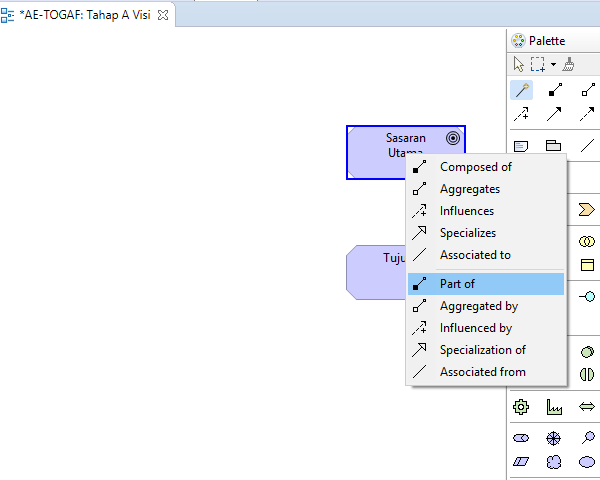 *AE-TOGAF: Tahap A Visi
Palette
Sasaran
Utama
Composed of
Aggregates
Influences
Specializes
Associated to
Part of
Aggregated by
Influenced by
Specialization of
Associated from